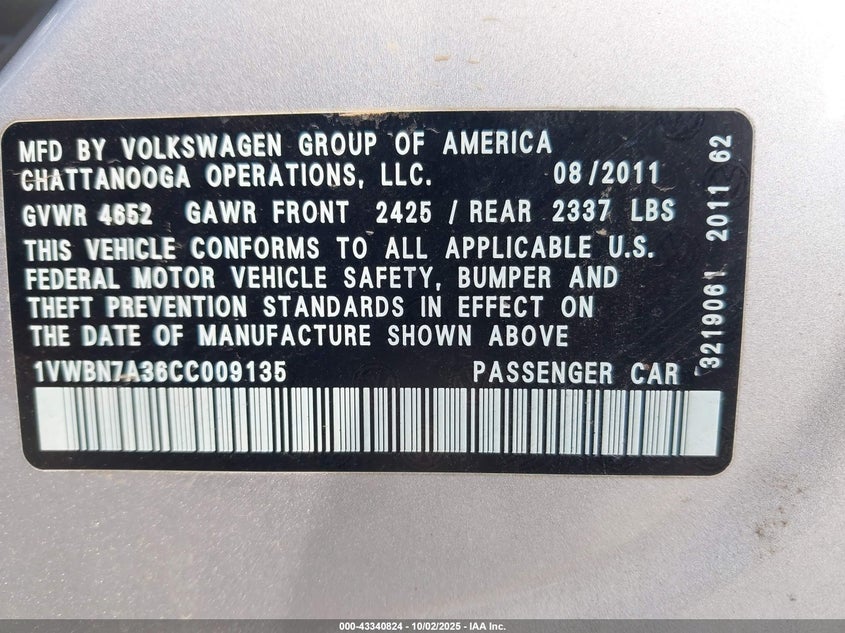 MFD BY VOLKSWAGEN GROUP OF AMERICA
CHATTANOOGA OPERATIONS, LLC. 08/2011
GVWR 4652 GAWR FRONT 2425 / REAR 2337 LBS
THIS VEHICLE CONFORMS TO ALL APPLICABLE U.S.
FEDERAL MOTOR VEHICLE SAFETY, BUMPER AND
THEFT PREVENTION STANDARDS IN EFFECT ON
THE DATE OF MANUFACTURE SHOWN ABOVE
1VWBN7A36CC009135 PASSENGER CAR
3219061 2011 62
000-43340824 - 10/02/2025 - IAA Inc.